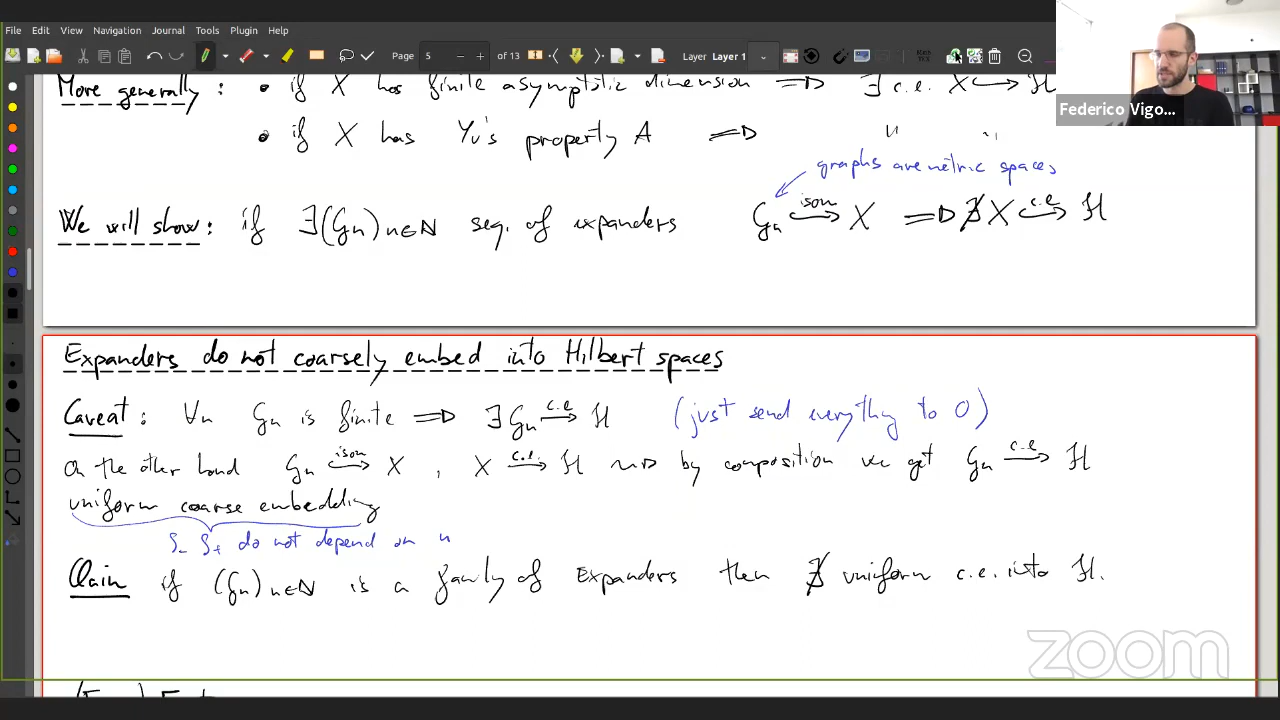 File Edit View Navigation Journal Tools Plugin Help
Page 5 of 13 Layer Layer 1
More generally : • if X has finite asymptotic dimension ⇒ ∃ c.e. X ↪ H
• if X has Yu's property A ⇒ " "
graphs are metric spaces
We will show : if ∃(Gn)n∈ℕ seq. of expanders Gn isom↪ X ⇒ ∄ X c.e.↪ H
Expanders do not coarsely embed into Hilbert spaces
Caveat : ∀n Gn is finite ⇒ ∃ Gn c.e.→ H (just send everything to 0)
On the other hand Gn isom↪ X , X c.e.→ H ⇝ by composition we get Gn c.e.→ H
uniform coarse embedding
ρ₋ ρ₊ do not depend on n
Claim if (Gn)n∈ℕ is a family of Expanders then ∄ uniform c.e. into H.
Federico Vigo...
zoom